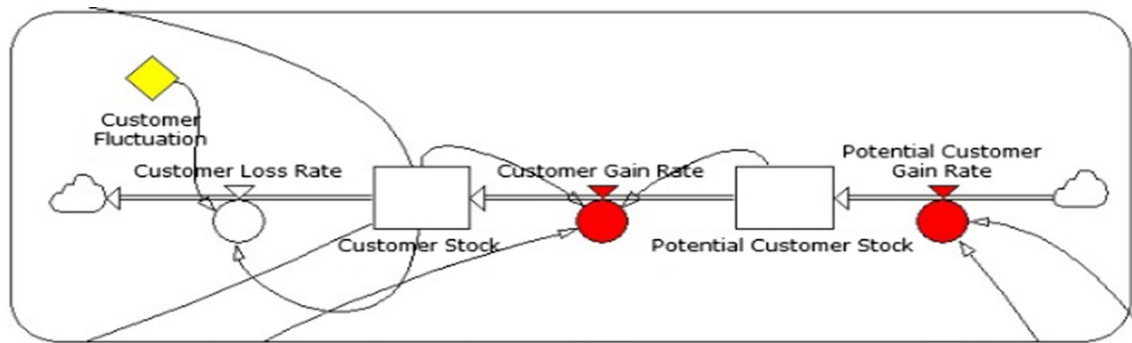 Customer
Fluctuation
Customer Loss Rate
Customer Stock
Customer Gain Rate
Potential Customer Stock
Potential Customer
Gain Rate